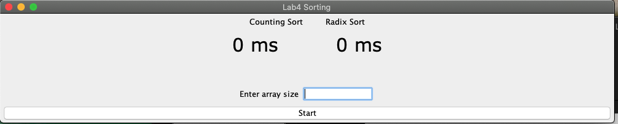 Lab4 Sorting
Counting Sort Radix Sort
0 ms 0 ms
Enter array size
Start